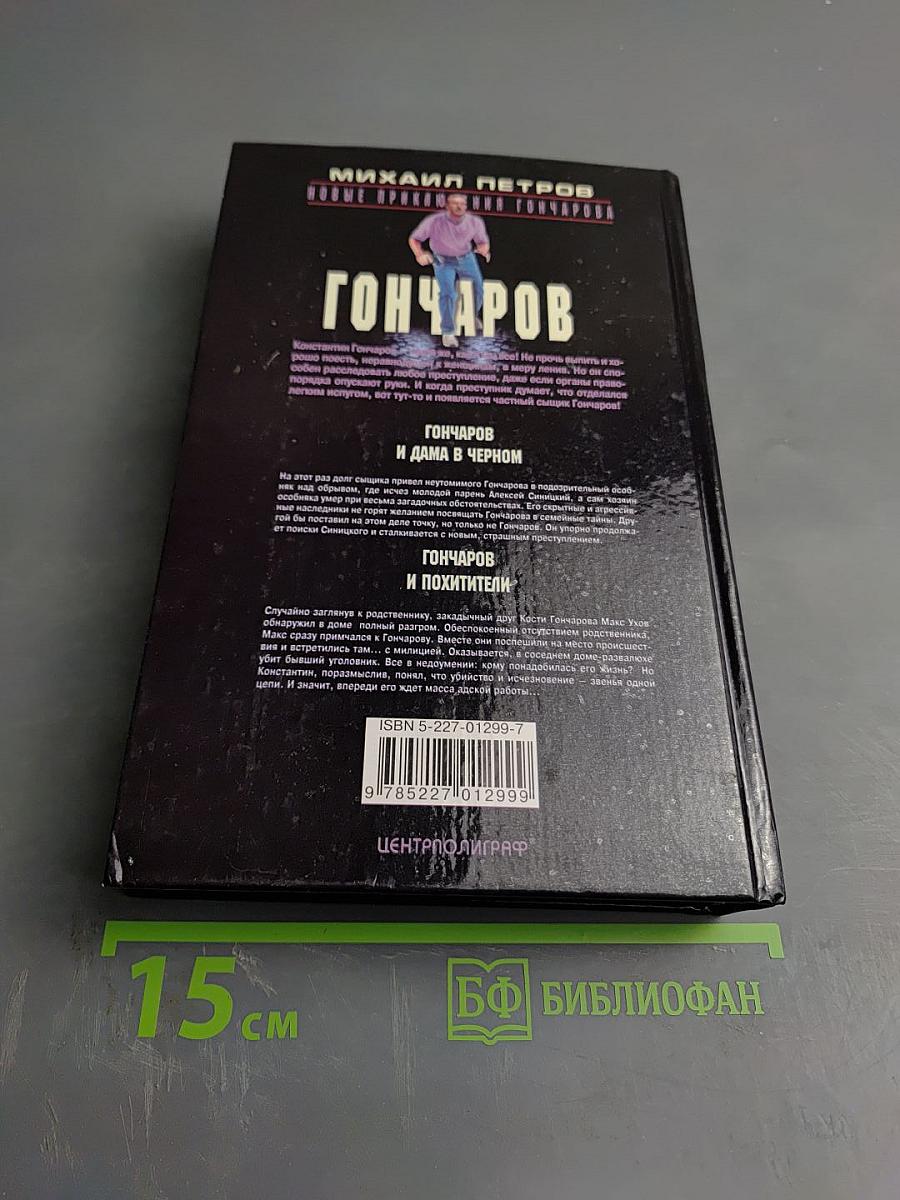 МИХАИЛ ПЕТРОВ
НОВЫЕ ПРИКЛЮЧЕНИЯ ГОНЧАРОВА
ГОНЧАРОВ
Константин Гончаров же, как все! Не прочь выпить и хо-
рошо поесть, неравнодушен к женщинам, в меру ленив. Но он спо-
собен расследовать любое преступление, даже если органы право-
порядка опускают руки. И когда преступник думает, что отделался
легким испугом, вот тут-то и появляется частный сыщик Гончаров!
ГОНЧАРОВ
И ДАМА В ЧЕРНОМ
На этот раз долг сыщика привел неутомимого Гончарова в подозрительный особ-
няк над обрывом, где исчез молодой парень Алексей Синицкий, а сам хозяин
особняка умер при весьма загадочных обстоятельствах. Его скрытные и агрессив-
ные наследники не горят желанием посвящать Гончарова в семейные тайны. Дру-
гой бы поставил на этом деле точку, но только не Гончаров. Он упорно продолжа-
ет поиски Синицкого и сталкивается с новым, страшным преступлением.
ГОНЧАРОВ
И ПОХИТИТЕЛИ
Случайно заглянув к родственнику, закадычный друг Кости Гончарова Макс Ухов
обнаружил в доме полный разгром. Обеспокоенный отсутствием родственника,
Макс сразу примчался к Гончарову. Вместе они поспешили на место происшест-
вия и встретились там... с милицией. Оказывается, в соседнем доме-развалюхе
убит бывший уголовник. Все в недоумении: кому понадобилась его жизнь? Но
Константин, поразмыслив, понял, что убийство и исчезновение – звенья одной
цепи. И значит, впереди его ждет масса адской работы...
ISBN 5-227-01299-7
9 785227 012999
ЦЕНТРПОЛИГРАФ
15 см
БФ БИБЛИОФАН